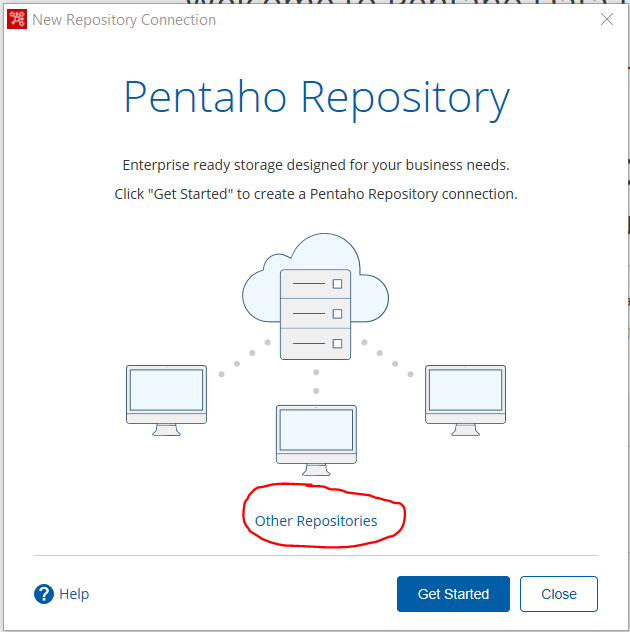 New Repository Connection
Pentaho Repository
Enterprise ready storage designed for your business needs.
Click "Get Started" to create a Pentaho Repository connection.
Other Repositories
? Help
Get Started
Close